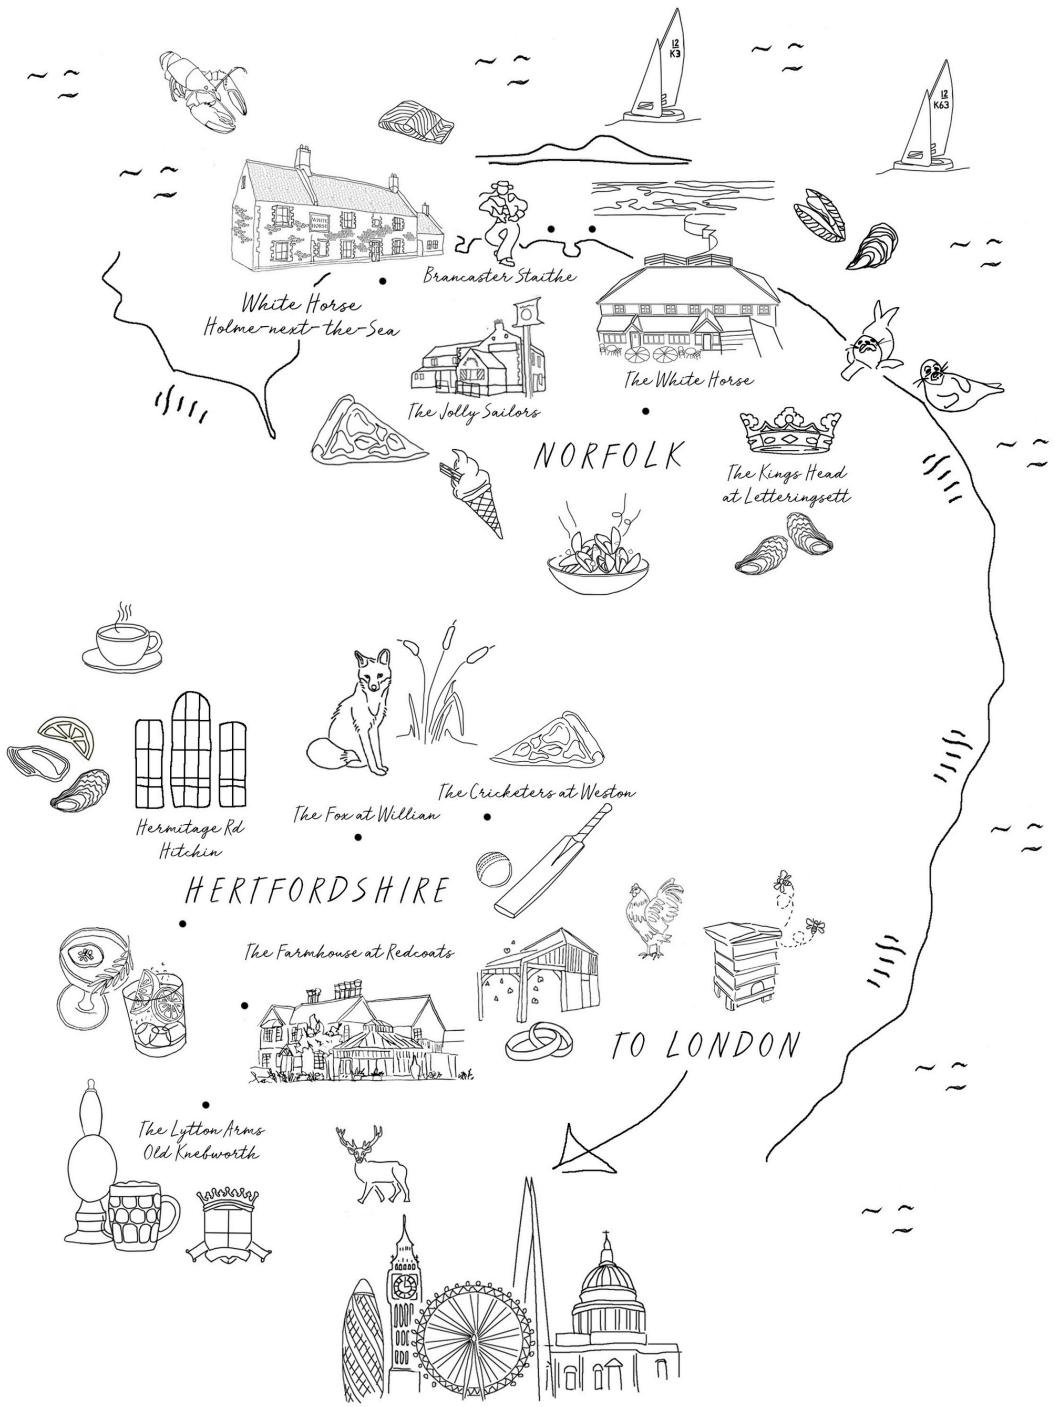 12
K3
12
K63
WHITE
HORSE
Brancaster Staithe
White Horse
Holme-next-the-Sea
The White Horse
The Jolly Sailors
NORFOLK
The Kings Head
at Letteringsett
The Cricketers at Weston
The Fox at Willian
Hermitage Rd
Hitchin
HERTFORDSHIRE
The Farmhouse at Redcoats
TO LONDON
The Lytton Arms
Old Knebworth